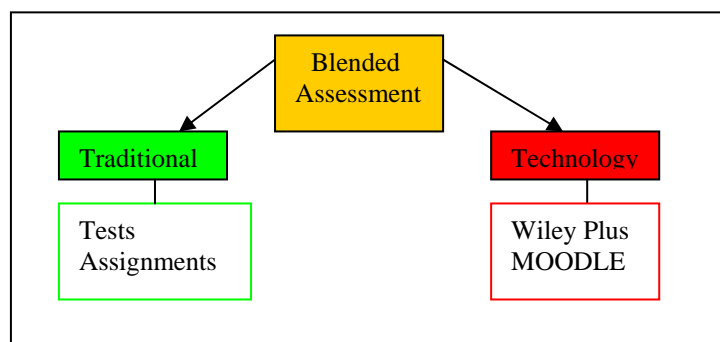 Blended
Assessment
Traditional
Technology
Tests
Assignments
Wiley Plus
MOODLE